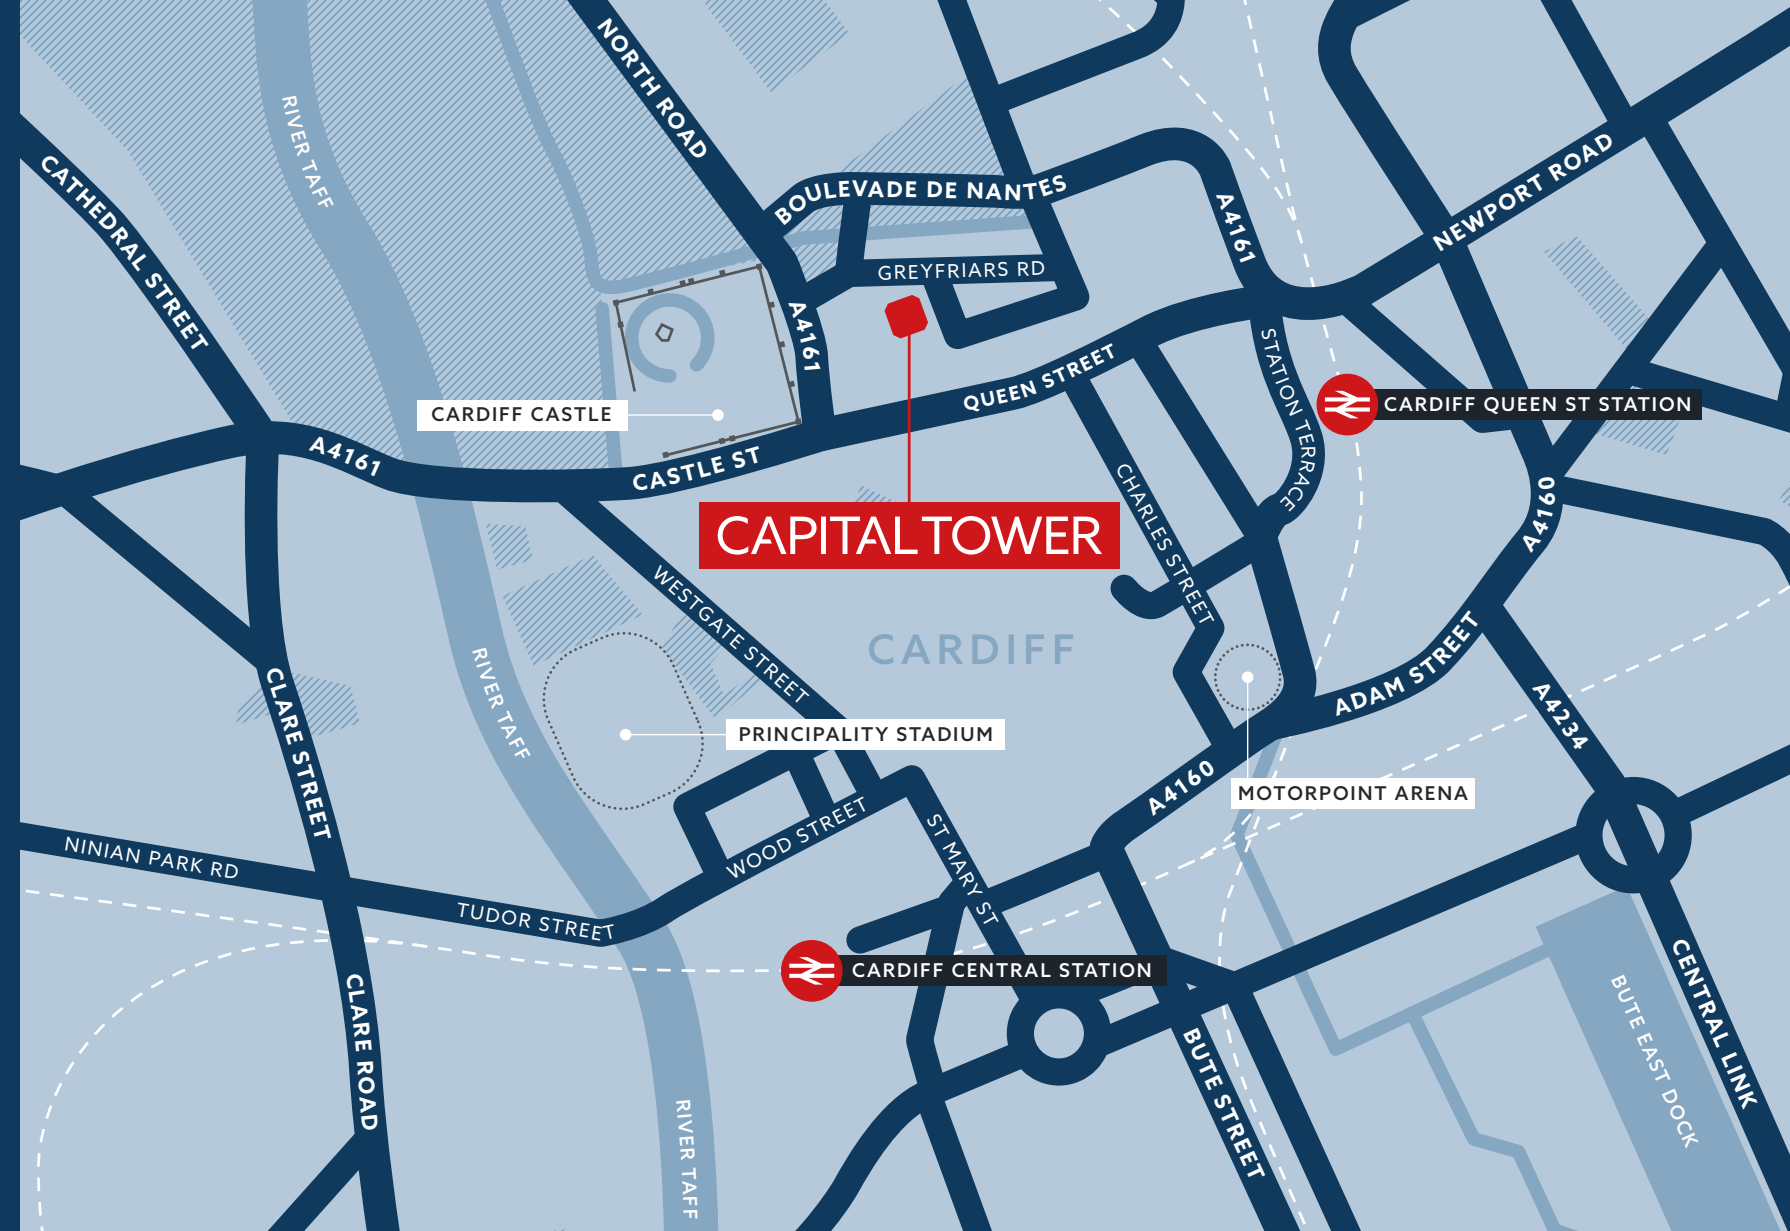 NORTH ROAD
RIVER TAFF
CATHEDRAL STREET
BOULEVADE DE NANTES
A4161
NEWPORT ROAD
GREYFRIARS RD
A4161
STATION TERRACE
QUEEN STREET
CARDIFF QUEEN ST STATION
CARDIFF CASTLE
A4161
CASTLE ST
CHARLES STREET
A4160
CAPITAL TOWER
WESTGATE STREET
CARDIFF
RIVER TAFF
CLARE STREET
ADAM STREET
A4234
PRINCIPALITY STADIUM
A4160
MOTORPOINT ARENA
NINIAN PARK RD
WOOD STREET
ST MARY ST
TUDOR STREET
CARDIFF CENTRAL STATION
CLARE ROAD
CENTRAL LINK
BUTE EAST DOCK
BUTE STREET
RIVER TAFF